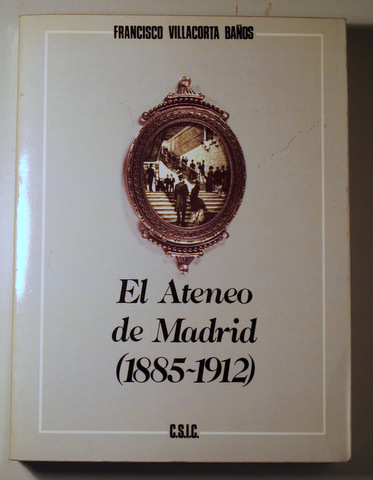 FRANCISCO VILLACORTA BAÑOS
El Ateneo
de Madrid
(1885~1912)
C.S.I.C.